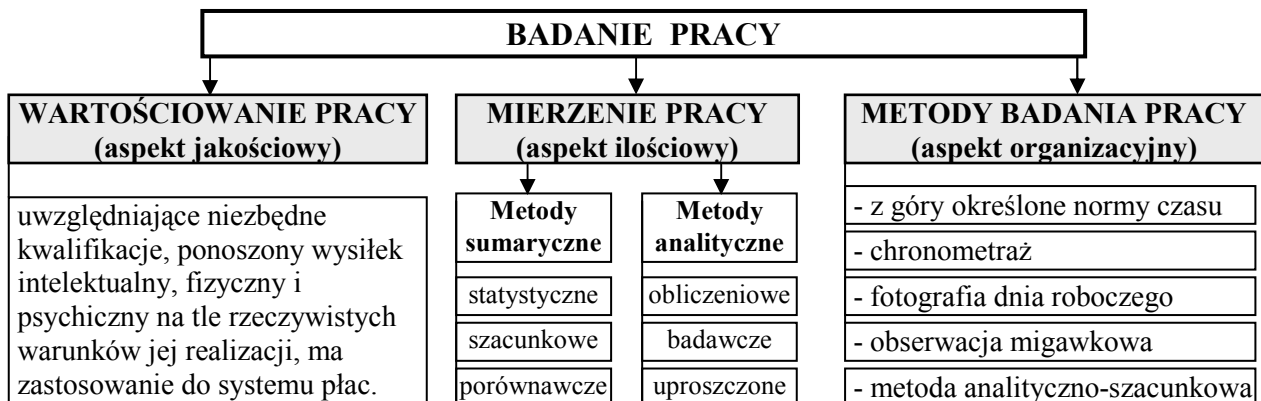 BADANIE PRACY
WARTOŚCIOWANIE PRACY
(aspekt jakościowy)
uwzględniające niezbędne
kwalifikacje, ponoszony wysiłek
intelektualny, fizyczny i
psychiczny na tle rzeczywistych
warunków jej realizacji, ma
zastosowanie do systemu płac.
MIERZENIE PRACY
(aspekt ilościowy)
Metody
sumaryczne
statystyczne
szacunkowe
porównawcze
Metody
analityczne
obliczeniowe
badawcze
uproszczone
METODY BADANIA PRACY
(aspekt organizacyjny)
- z góry określone normy czasu
- chronometraż
- fotografia dnia roboczego
- obserwacja migawkowa
- metoda analityczno-szacunkowa